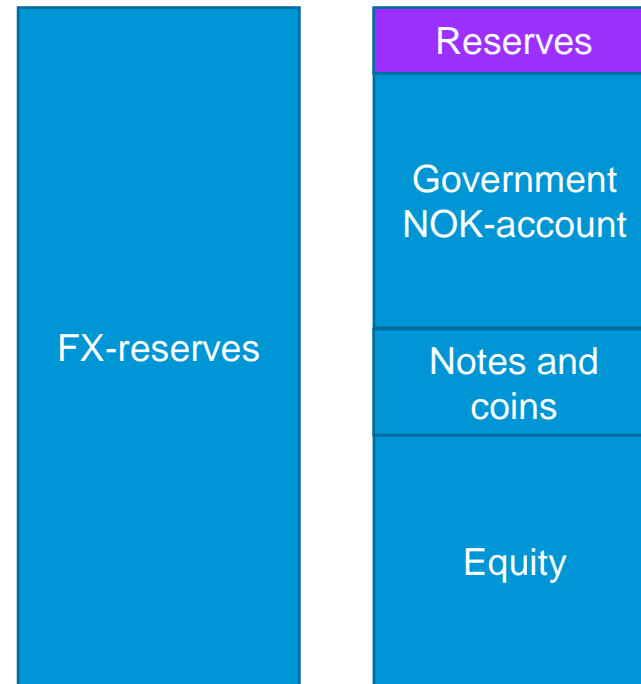 FX-reserves
Reserves
Government
NOK-account
Notes and
coins
Equity